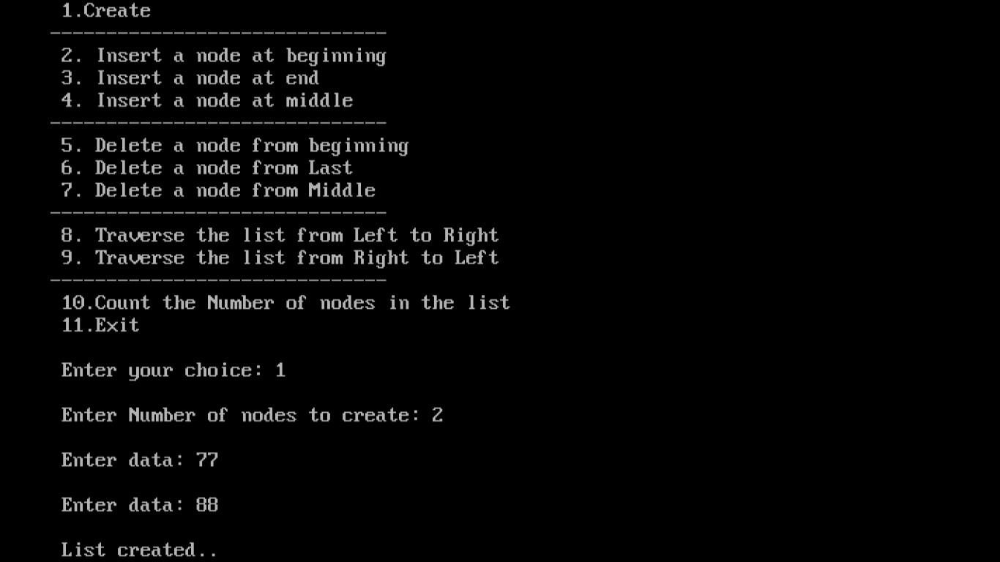 1.Create
------------------------------
2. Insert a node at beginning
3. Insert a node at end
4. Insert a node at middle
------------------------------
5. Delete a node from beginning
6. Delete a node from Last
7. Delete a node from Middle
------------------------------
8. Traverse the list from Left to Right
9. Traverse the list from Right to Left
------------------------------
10.Count the Number of nodes in the list
11.Exit
Enter your choice: 1
Enter Number of nodes to create: 2
Enter data: 77
Enter data: 88
List created..